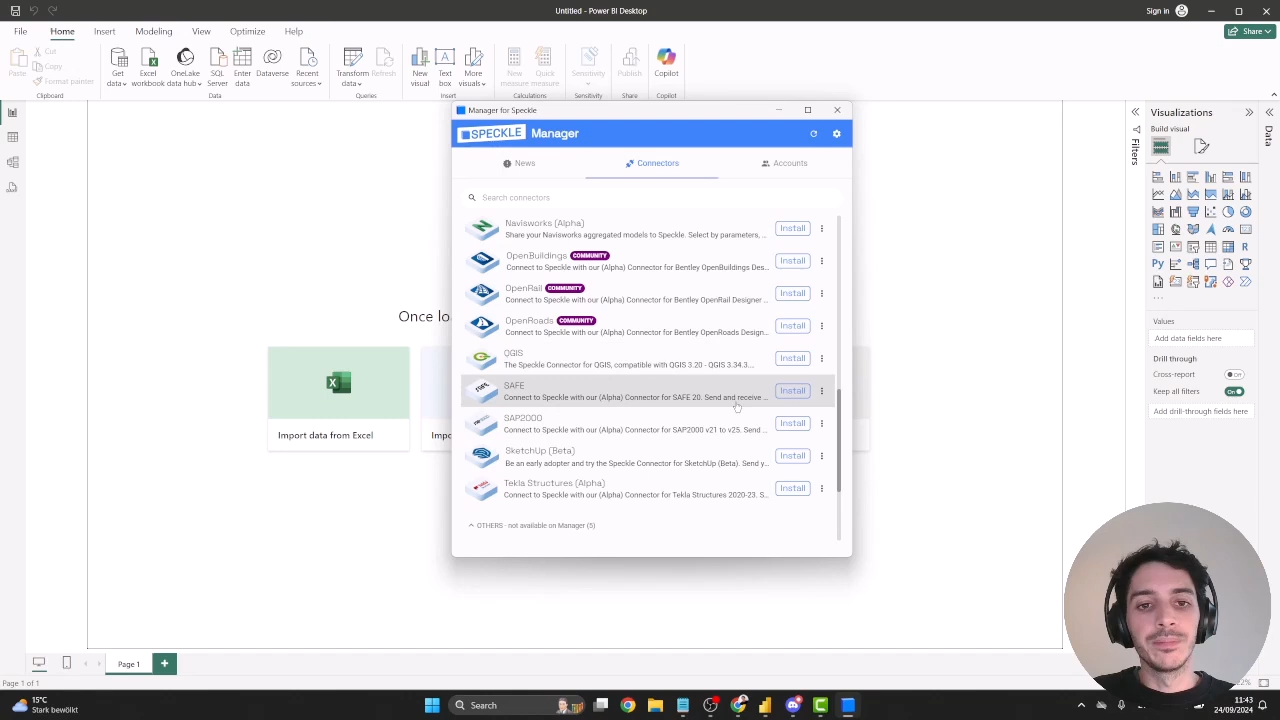 Untitled - Power BI Desktop
Sign in
File
Home
Insert
Modeling
View
Optimize
Help
Share
Paste
Cut
Copy
Format painter
Get data
Excel workbook
OneLake data hub
SQL Server
Enter data
Dataverse
Recent sources
Transform data
Refresh
New visual
Text box
More visuals
New measure
Quick measure
Sensitivity
Publish
Copilot
Clipboard
Data
Queries
Insert
Calculations
Sensitivity
Share
Copilot
Manager for Speckle
SPECKLE Manager
News
Connectors
Accounts
Search connectors
Navisworks (Alpha)
Share your Navisworks aggregated models to Speckle. Select by parameters, ...
Install
OpenBuildings COMMUNITY
Connect to Speckle with our (Alpha) Connector for Bentley OpenBuildings Des...
Install
OpenRail COMMUNITY
Connect to Speckle with our (Alpha) Connector for Bentley OpenRail Designer ...
Install
OpenRoads COMMUNITY
Connect to Speckle with our (Alpha) Connector for Bentley OpenRoads Design...
Install
QGIS
The Speckle Connector for QGIS, compatible with QGIS 3.20 - QGIS 3.34.3....
Install
SAFE
Connect to Speckle with our (Alpha) Connector for SAFE 20. Send and receive ...
Install
SAP2000
Connect to Speckle with our (Alpha) Connector for SAP2000 v21 to v25. Send ...
Install
SketchUp (Beta)
Be an early adopter and try the Speckle Connector for SketchUp (Beta). Send y...
Install
Tekla Structures (Alpha)
Connect to Speckle with our (Alpha) Connector for Tekla Structures 2020-23. S...
Install
OTHERS - not available on Manager (5)
Once lo
Import data from Excel
Impo
Filters
Visualizations
Build visual
Data
R
Py
Values
Add data fields here
Drill through
Cross-report
Off
Keep all filters
On
Add drill-through fields here
Page 1
Page 1 of 1
15°C
Stark bewölkt
Search
11:43
24/09/2024